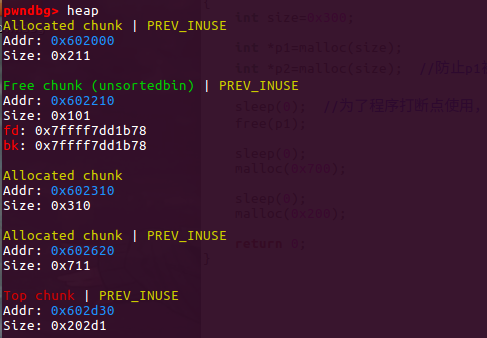 pwndbg> heap
Allocated chunk | PREV_INUSE
Addr: 0x602000
Size: 0x211
Free chunk (unsortedbin) | PREV_INUSE
Addr: 0x602210
Size: 0x101
fd: 0x7ffff7dd1b78
bk: 0x7ffff7dd1b78
Allocated chunk
Addr: 0x602310
Size: 0x310
Allocated chunk | PREV_INUSE
Addr: 0x602620
Size: 0x711
Top chunk | PREV_INUSE
Addr: 0x602d30
Size: 0x202d1
int size=0x300;
int *p1=malloc(size);
int *p2=malloc(size); //防止p1
sleep(0); //为了程序打断点使用,
free(p1);
sleep(0);
malloc(0x700);
sleep(0);
malloc(0x200);
return 0;
}